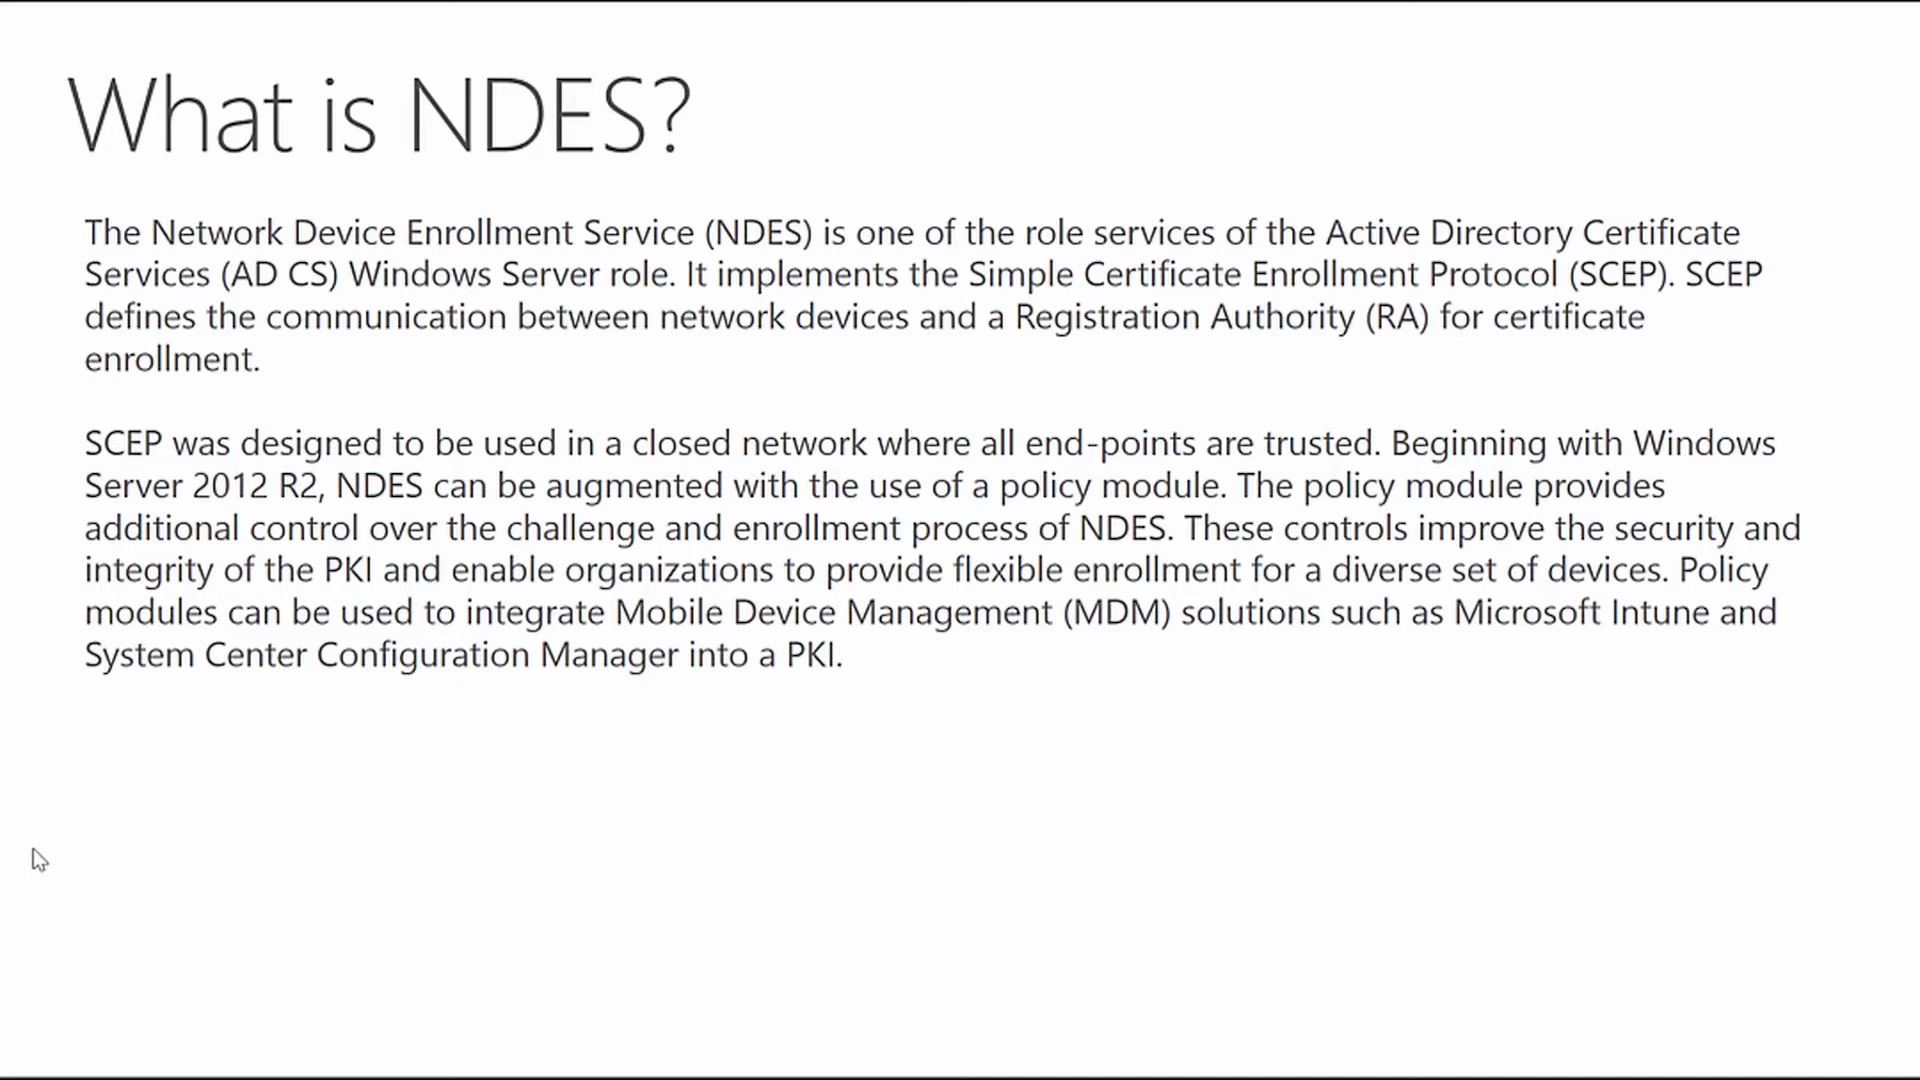 What is NDES?
The Network Device Enrollment Service (NDES) is one of the role services of the Active Directory Certificate
Services (AD CS) Windows Server role. It implements the Simple Certificate Enrollment Protocol (SCEP). SCEP
defines the communication between network devices and a Registration Authority (RA) for certificate
enrollment.
SCEP was designed to be used in a closed network where all end-points are trusted. Beginning with Windows
Server 2012 R2, NDES can be augmented with the use of a policy module. The policy module provides
additional control over the challenge and enrollment process of NDES. These controls improve the security and
integrity of the PKI and enable organizations to provide flexible enrollment for a diverse set of devices. Policy
modules can be used to integrate Mobile Device Management (MDM) solutions such as Microsoft Intune and
System Center Configuration Manager into a PKI.